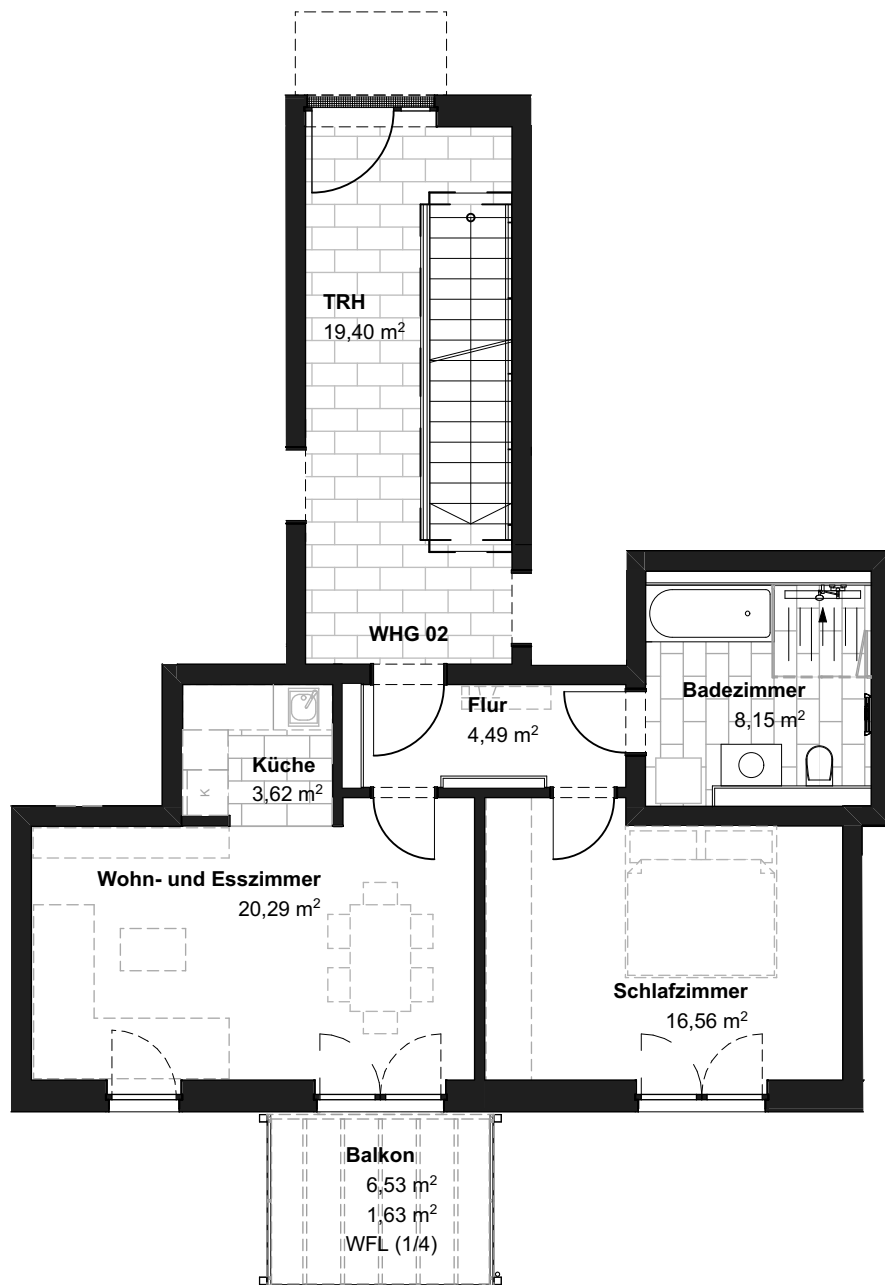 TRH
19,40 m²
WHG 02
Flur
4,49 m²
Badezimmer
8,15 m²
Küche
3,62 m²
K
Wohn- und Esszimmer
20,29 m²
Schlafzimmer
16,56 m²
Balkon
6,53 m²
1,63 m²
WFL (1/4)